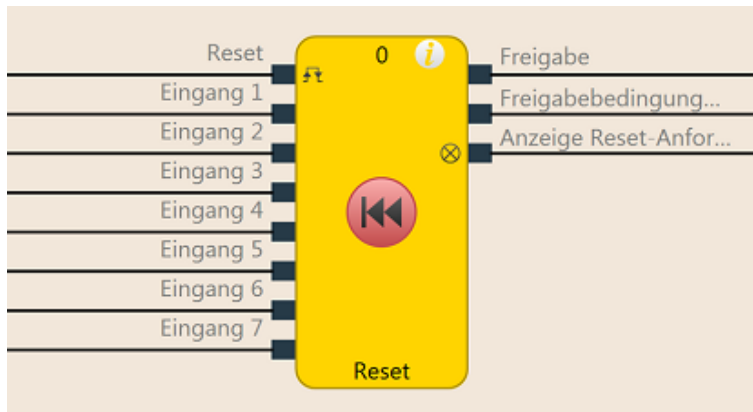 Reset
Eingang 1
Eingang 2
Eingang 3
Eingang 4
Eingang 5
Eingang 6
Eingang 7
0
i
Reset
Freigabe
Freigabebedingung...
Anzeige Reset-Anfor...